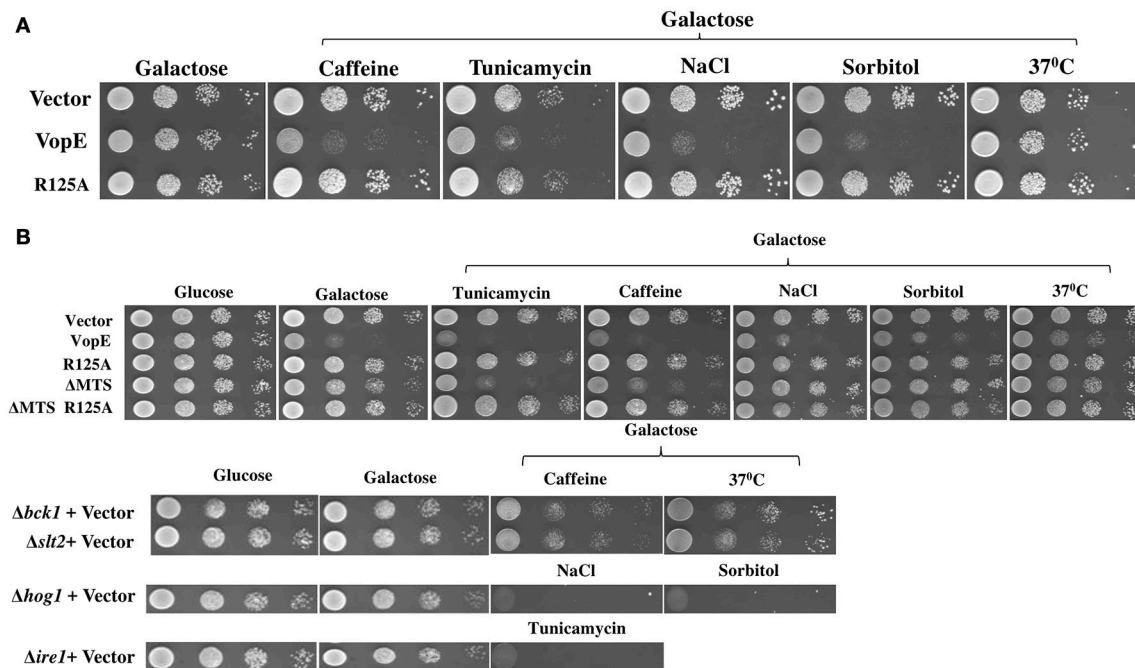 A
Galactose
Galactose Caffeine Tunicamycin NaCl Sorbitol 37⁰C
Vector
VopE
R125A
B
Galactose
Glucose Galactose Tunicamycin Caffeine NaCl Sorbitol 37⁰C
Vector
VopE
R125A
ΔMTS
ΔMTS R125A
Galactose
Glucose Galactose Caffeine 37⁰C
Δbck1 + Vector
Δslt2+ Vector
NaCl Sorbitol
Δhog1 + Vector
Tunicamycin
Δire1+ Vector